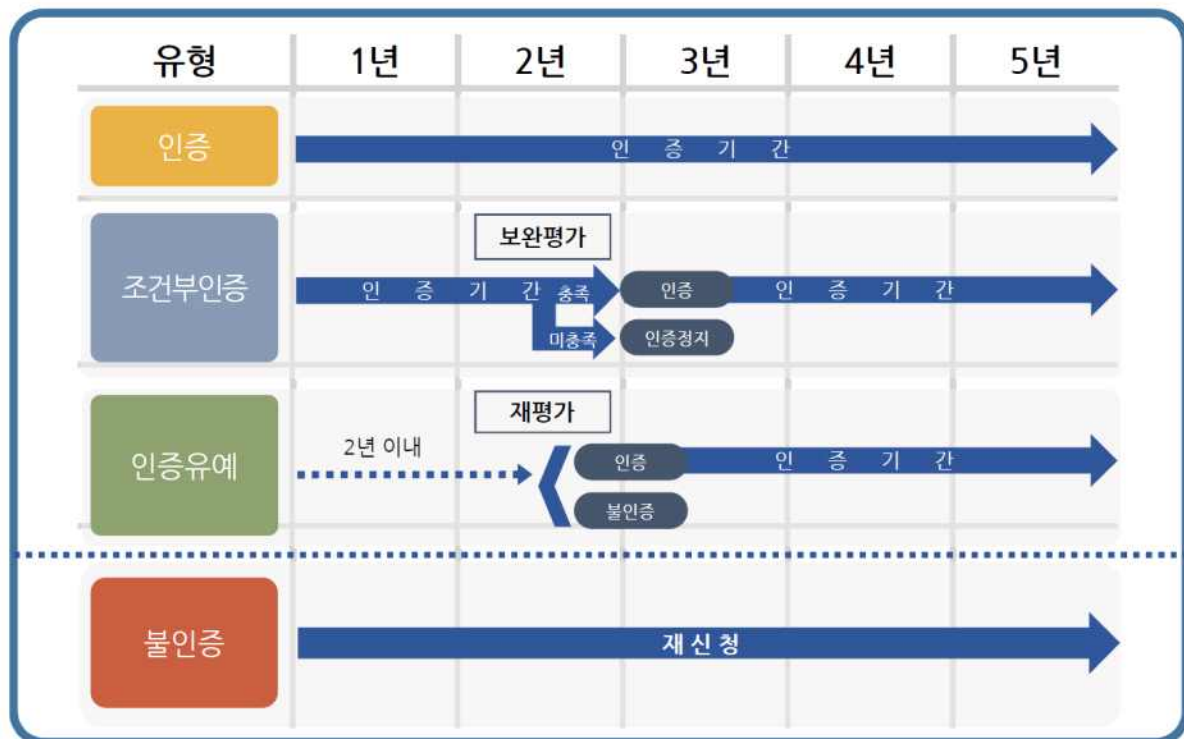 유형 1년 2년 3년 4년 5년
인증
인 증 기 간
보완평가
조건부인증
인 증 기 간 충족
인증
인 증 기 간
미충족
인증정지
재평가
인증유예
2년 이내
인증
인 증 기 간
불인증
불인증
재 신 청